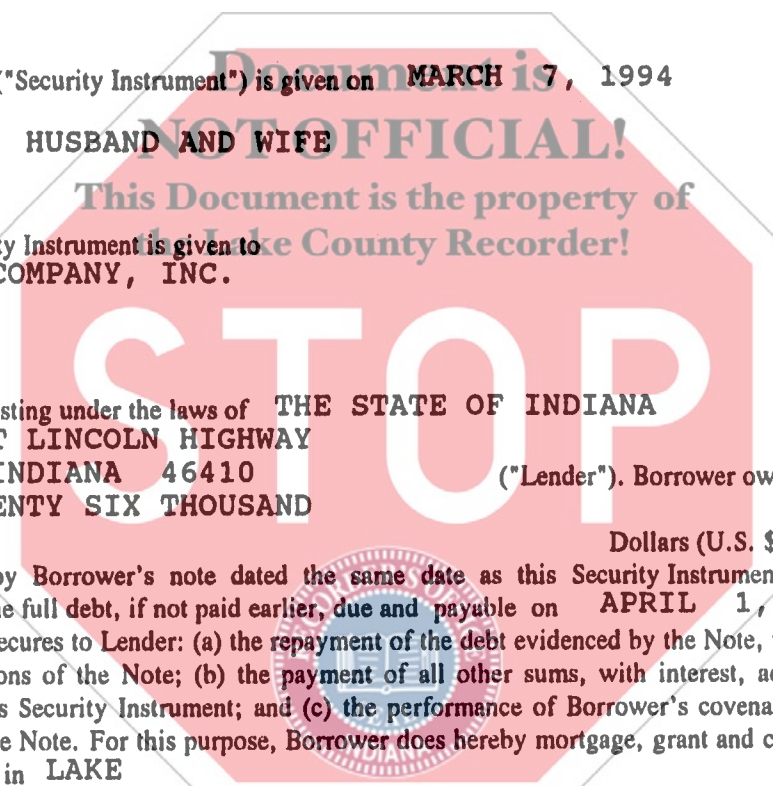 ("Security Instrument") is given on MARCH 7, 1994
Document is
HUSBAND AND WIFE
NOT OFFICIAL!
This Document is the property of
y Instrument is given to
the Lake County Recorder!
COMPANY, INC.
STOP
sting under the laws of THE STATE OF INDIANA
T LINCOLN HIGHWAY
INDIANA 46410 ("Lender"). Borrower ow
ENTY SIX THOUSAND
Dollars (U.S. $
by Borrower's note dated the same date as this Security Instrumen
e full debt, if not paid earlier, due and payable on APRIL 1,
ecures to Lender: (a) the repayment of the debt evidenced by the Note,
ons of the Note; (b) the payment of all other sums, with interest, a
s Security Instrument; and (c) the performance of Borrower's covena
e Note. For this purpose, Borrower does hereby mortgage, grant and c
in LAKE
INDIANA